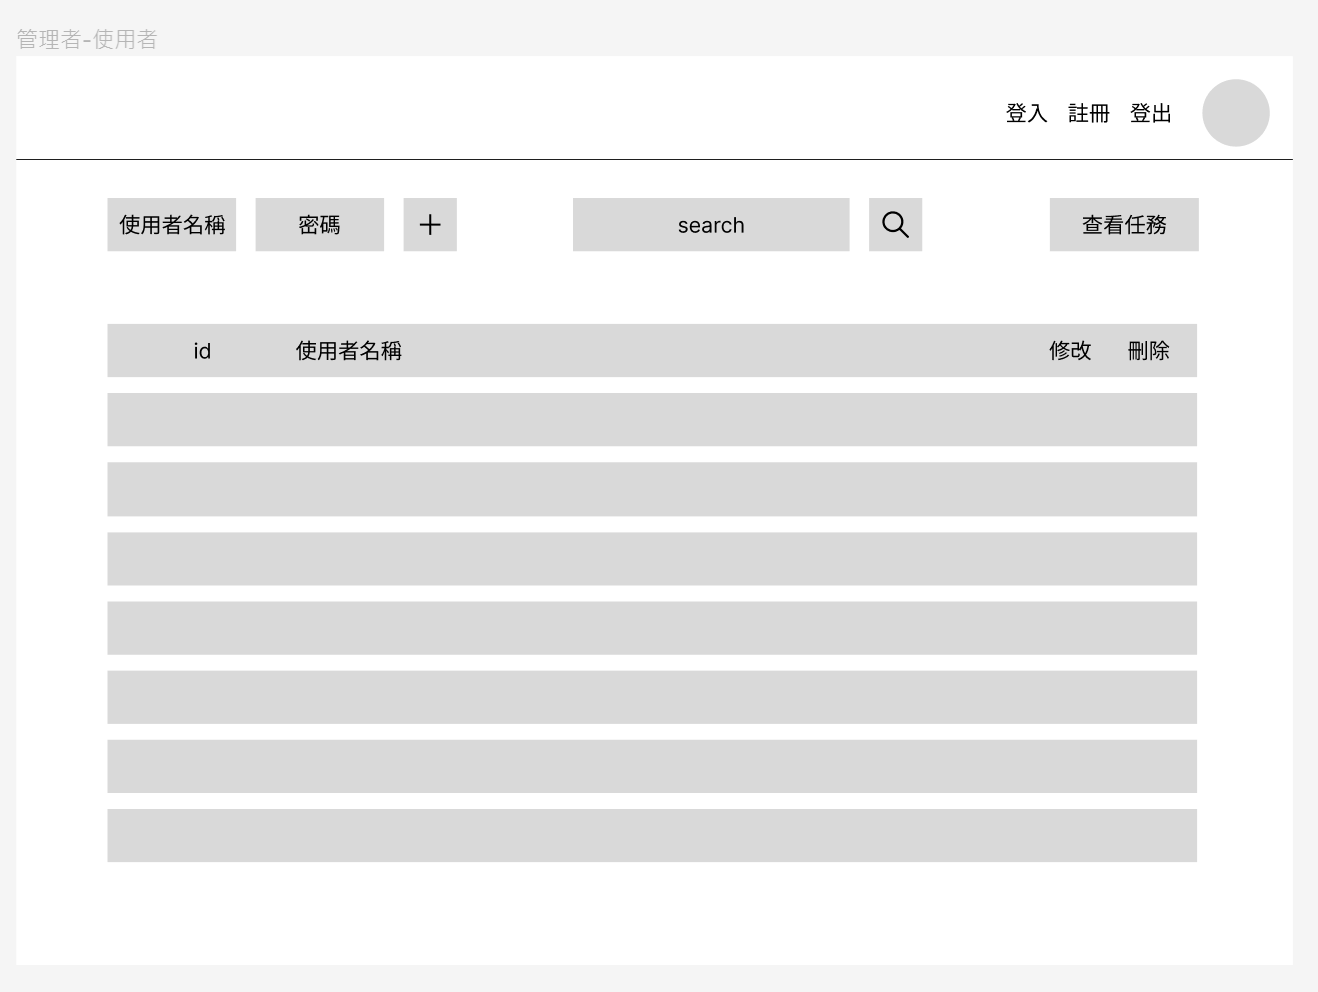 管理者-使用者
登入 註冊 登出
使用者名稱 密碼 + search 查看任務
id 使用者名稱 修改 刪除